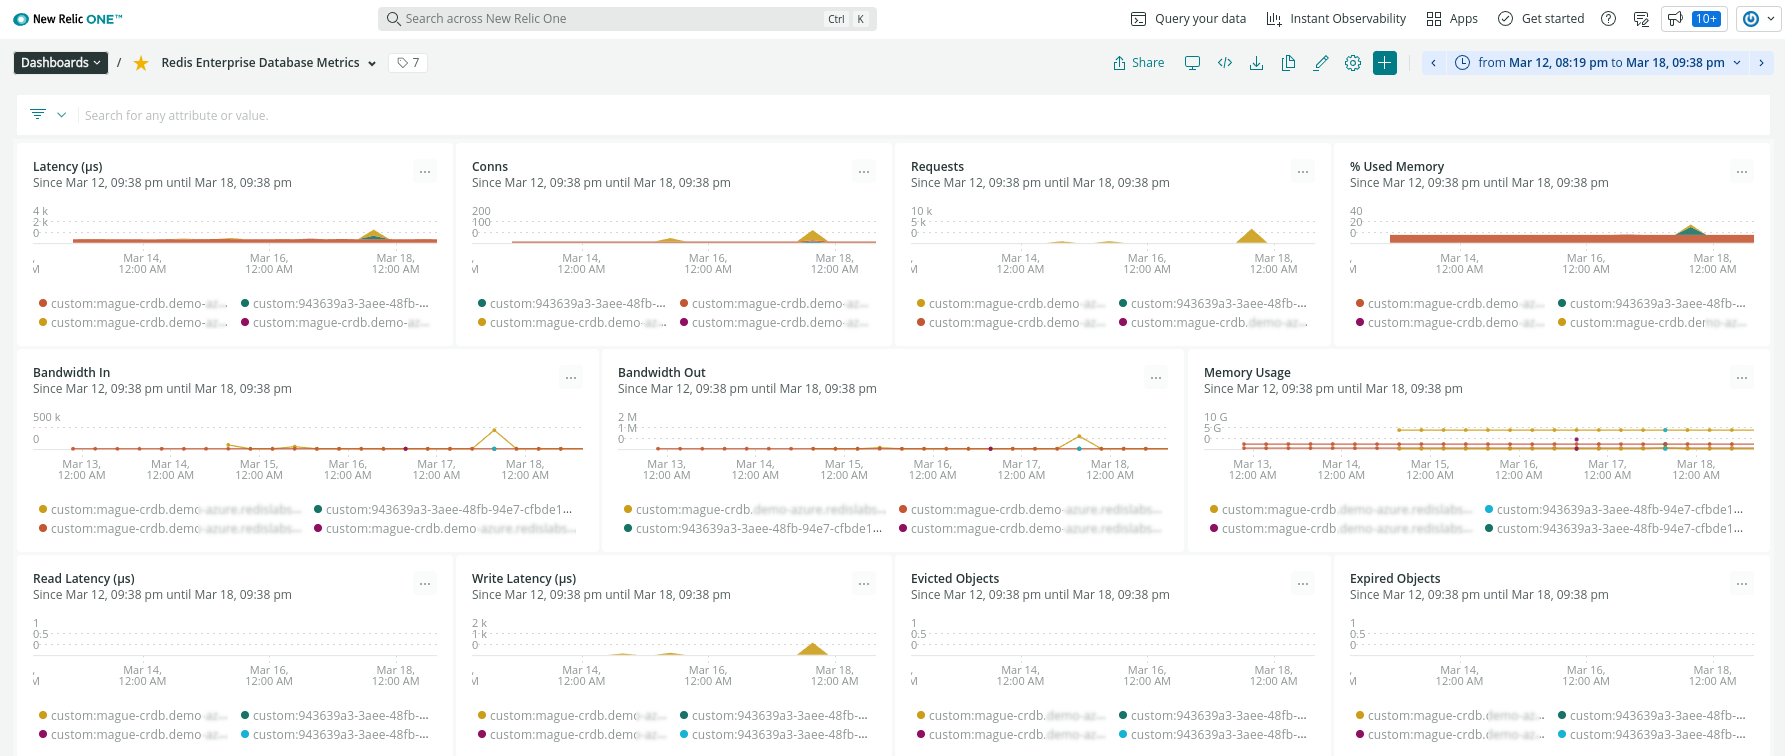 New Relic ONE™
Search across New Relic ONE
Ctrl K
Query your data
Instant Observability
Apps
Get started
10+
Dashboards / Redis Enterprise Database Metrics
7
Share
from Mar 12, 08:19 pm to Mar 18, 09:38 pm
Search for any attribute or value.
Latency (µs)
Since Mar 12, 09:38 pm until Mar 18, 09:38 pm
4 k
2 k
0
Mar 14, 12:00 AM
Mar 16, 12:00 AM
Mar 18, 12:00 AM
custom:mague-crdb.demo
custom:943639a3-3aee-48fb-...
custom:mague-crdb.demo
custom:mague-crdb.demo
Conns
Since Mar 12, 09:38 pm until Mar 18, 09:38 pm
200
100
0
Mar 14, 12:00 AM
Mar 16, 12:00 AM
Mar 18, 12:00 AM
custom:943639a3-3aee-48fb-...
custom:mague-crdb.demo
custom:mague-crdb.demo
custom:mague-crdb.demo
Requests
Since Mar 12, 09:38 pm until Mar 18, 09:38 pm
10 k
5 k
0
Mar 14, 12:00 AM
Mar 16, 12:00 AM
Mar 18, 12:00 AM
custom:mague-crdb.demo
custom:943639a3-3aee-48fb-...
custom:mague-crdb.demo
custom:mague-crdb.
% Used Memory
Since Mar 12, 09:38 pm until Mar 18, 09:38 pm
40
20
0
Mar 14, 12:00 AM
Mar 16, 12:00 AM
Mar 18, 12:00 AM
custom:mague-crdb.demo
custom:943639a3-3aee-48fb-...
custom:mague-crdb.demo
custom:mague-crdb.de
Bandwidth In
Since Mar 12, 09:38 pm until Mar 18, 09:38 pm
500 k
0
Mar 13, 12:00 AM
Mar 14, 12:00 AM
Mar 15, 12:00 AM
Mar 16, 12:00 AM
Mar 17, 12:00 AM
Mar 18, 12:00 AM
custom:mague-crdb.demo
custom:943639a3-3aee-48fb-94e7-cfbde1...
custom:mague-crdb.demo
custom:mague-crdb.demo
Bandwidth Out
Since Mar 12, 09:38 pm until Mar 18, 09:38 pm
2 M
1 M
0
Mar 13, 12:00 AM
Mar 14, 12:00 AM
Mar 15, 12:00 AM
Mar 16, 12:00 AM
Mar 17, 12:00 AM
Mar 18, 12:00 AM
custom:mague-crdb.
custom:mague-crdb.demo
custom:943639a3-3aee-48fb-94e7-cfbde1...
custom:mague-crdb.demo
Memory Usage
Since Mar 12, 09:38 pm until Mar 18, 09:38 pm
10 G
5 G
0
Mar 13, 12:00 AM
Mar 14, 12:00 AM
Mar 15, 12:00 AM
Mar 16, 12:00 AM
Mar 17, 12:00 AM
Mar 18, 12:00 AM
custom:mague-crdb
custom:943639a3-3aee-48fb-94e7-cfbde1...
custom:mague-crdb
custom:943639a3-3aee-48fb-94e7-cfbde1...
Read Latency (µs)
Since Mar 12, 09:38 pm until Mar 18, 09:38 pm
1
0.5
0
Mar 14, 12:00 AM
Mar 16, 12:00 AM
Mar 18, 12:00 AM
custom:mague-crdb.demo
custom:943639a3-3aee-48fb-...
custom:mague-crdb.demo
custom:943639a3-3aee-48fb-...
Write Latency (µs)
Since Mar 12, 09:38 pm until Mar 18, 09:38 pm
2 k
1 k
0
Mar 14, 12:00 AM
Mar 16, 12:00 AM
Mar 18, 12:00 AM
custom:mague-crdb.demo
custom:943639a3-3aee-48fb-...
custom:mague-crdb.dem
custom:943639a3-3aee-48fb-...
Evicted Objects
Since Mar 12, 09:38 pm until Mar 18, 09:38 pm
1
0.5
0
Mar 14, 12:00 AM
Mar 16, 12:00 AM
Mar 18, 12:00 AM
custom:mague-crdb.
custom:943639a3-3aee-48fb-...
custom:mague-crdb.
custom:943639a3-3aee-48fb-...
Expired Objects
Since Mar 12, 09:38 pm until Mar 18, 09:38 pm
1
0.5
0
Mar 14, 12:00 AM
Mar 16, 12:00 AM
Mar 18, 12:00 AM
custom:mague-crdb.
custom:943639a3-3aee-48fb-...
custom:mague-crdb.
custom:943639a3-3aee-48fb-...